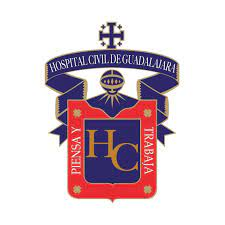 HOSPITAL CIVIL DE GUADALAJARA
PIENSA Y
HC
TRABAJA